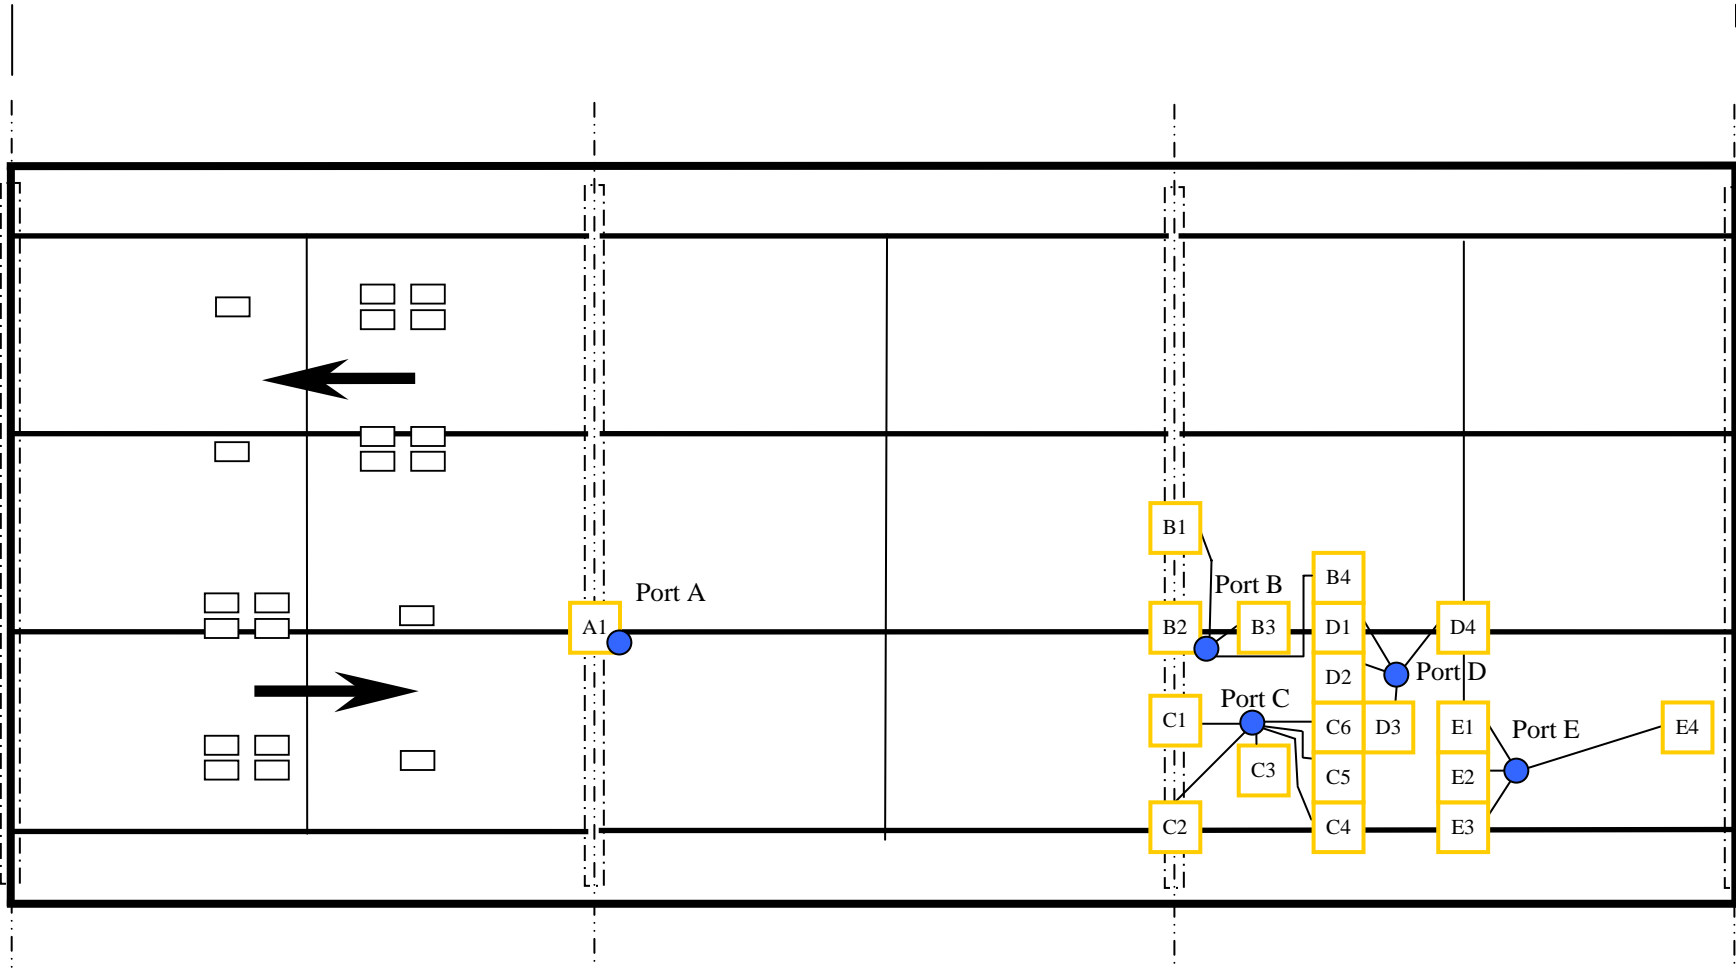 B1
Port A
Port B
B4
A1
B2
B3
D1
D4
D2
Port D
Port C
C1
C6
D3
E1
Port E
E4
C3
C5
E2
C2
C4
E3